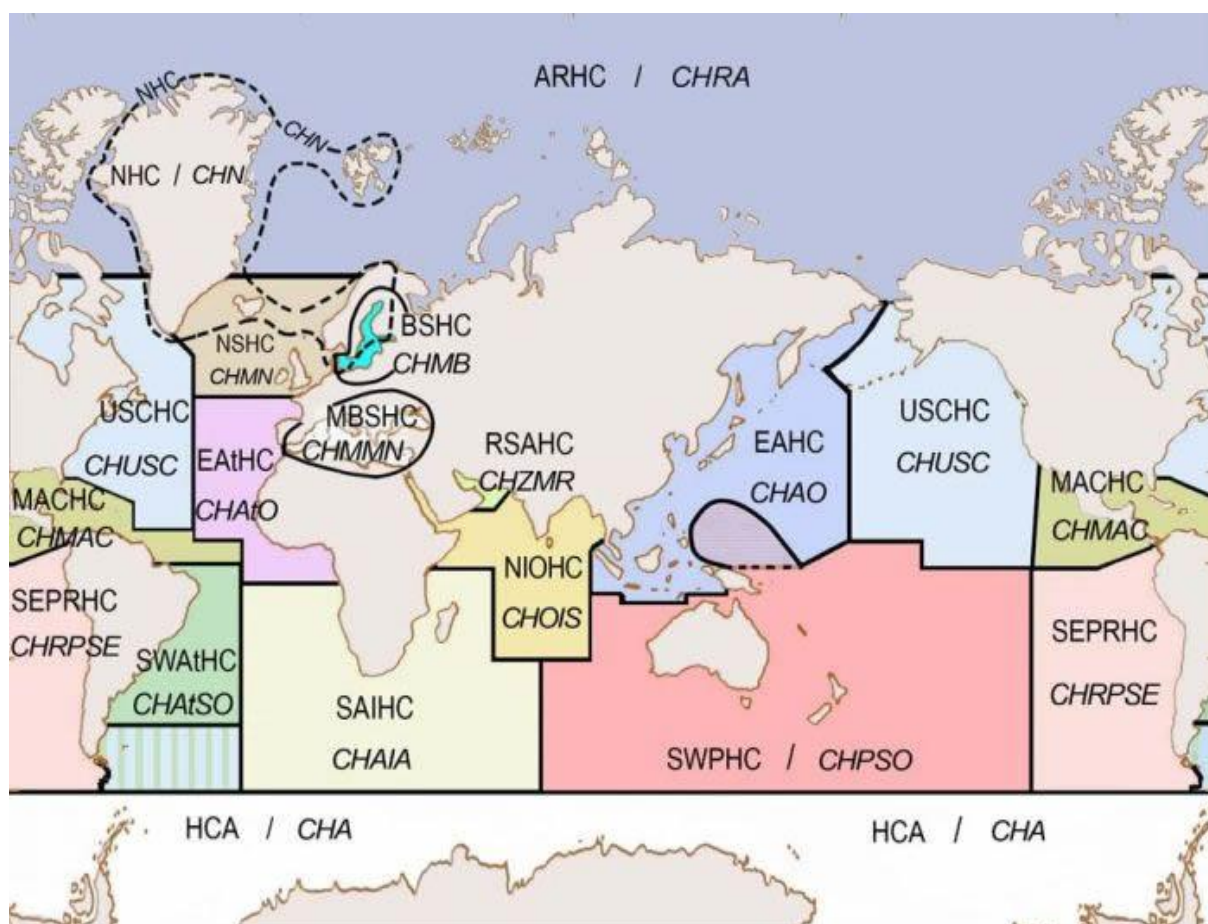 ARHC / CHRA
NHC
CHN
NHC / CHN
NSHC
CHMN
BSHC
CHMB
USCHC
CHUSC
EAtHC
CHAtO
MBSHC
CHMMN
RSAHC
CHZMR
EAHC
CHAO
USCHC
CHUSC
MACHC
CHMAC
MACHC
CHMAC
NIOHC
CHOIS
SEPRHC
CHRPSE
SWAtHC
CHAtSO
SAIHC
CHAIA
SWPHC / CHPSO
SEPRHC
CHRPSE
HCA / CHA
HCA / CHA